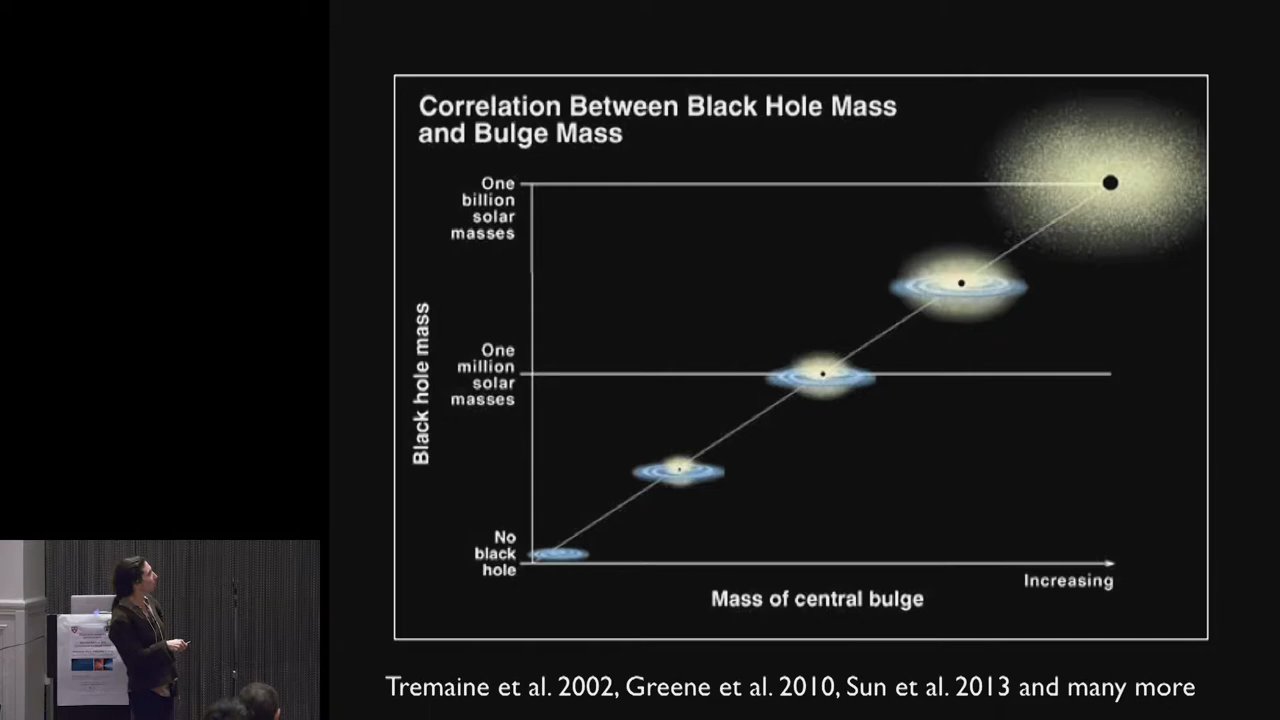 Correlation Between Black Hole Mass
and Bulge Mass
One
billion
solar
masses
One
million
solar
masses
No
black
hole
Black hole mass
Increasing
Mass of central bulge
Tremaine et al. 2002, Greene et al. 2010, Sun et al. 2013 and many more